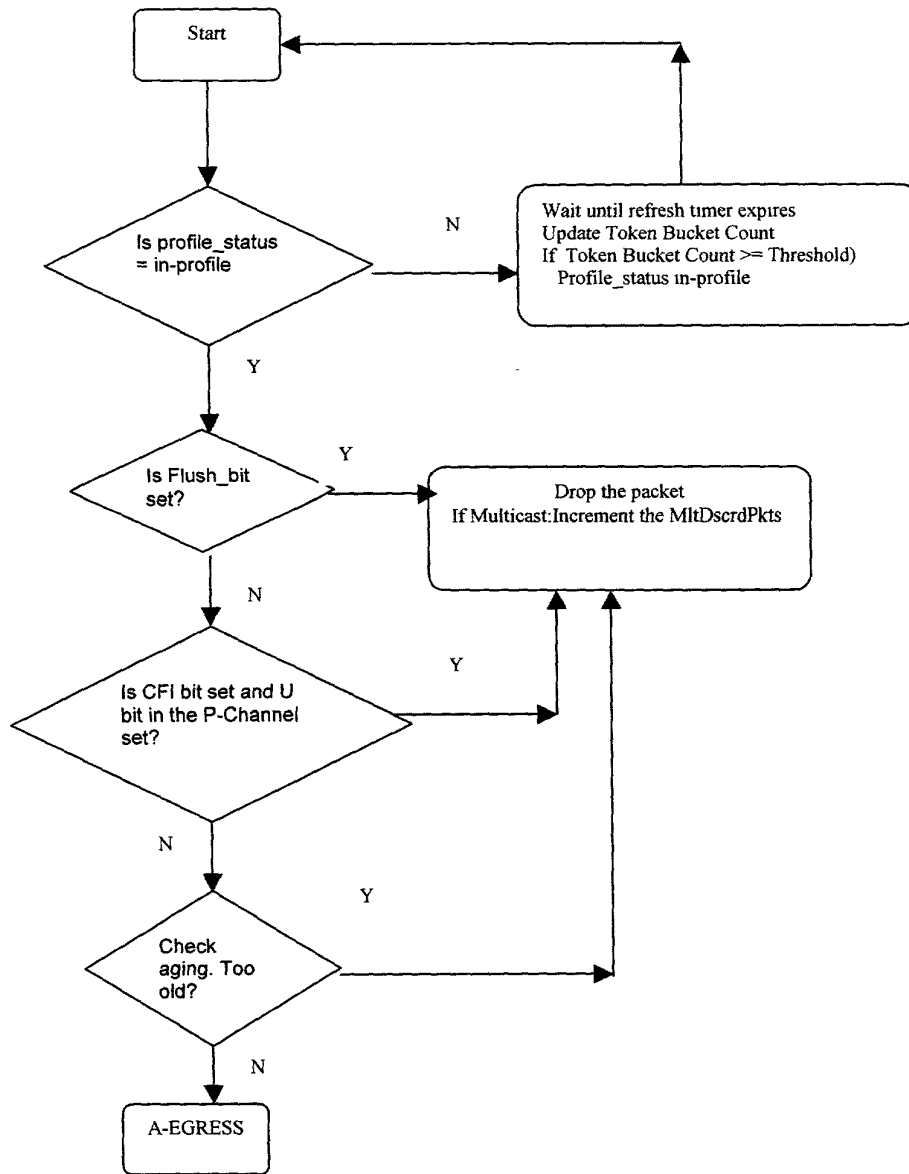 Start
Is profile_status
= in-profile
N
Wait until refresh timer expires
Update Token Bucket Count
If Token Bucket Count >= Threshold)
Profile_status in-profile
Y
Is Flush_bit
set?
Y
Drop the packet
If Multicast:Increment the MltDscrdPkts
N
Is CFI bit set and U
bit in the P-Channel
set?
Y
N
Y
Check
aging. Too
old?
N
A-EGRESS